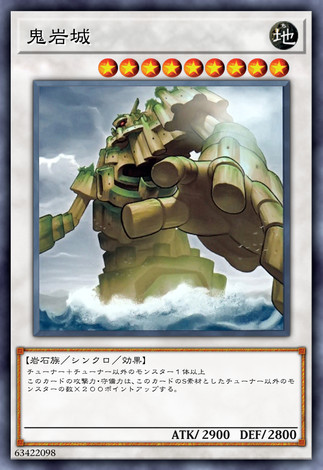 鬼岩城
地
【岩石族／シンクロ／効果】
チューナー＋チューナー以外のモンスター１体以上
このカードの攻撃力・守備力は、このカードのS素材としたチューナー以外のモ
ンスターの数×２００ポイントアップする。
ATK/ 2900 DEF/ 2800
63422098